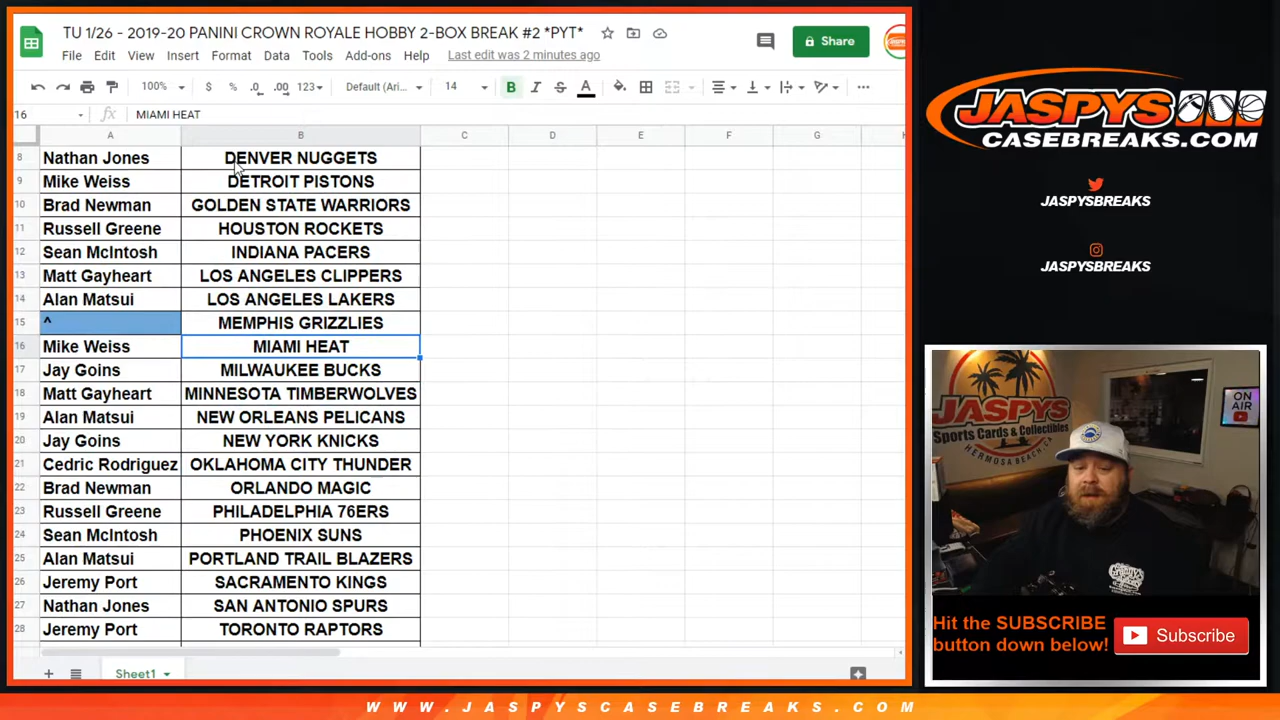 TU 1/26 - 2019-20 PANINI CROWN ROYALE HOBBY 2-BOX BREAK #2 *PYT*
File Edit View Insert Format Data Tools Add-ons Help Last edit was 2 minutes ago
Share
100% $ % .0 .00 123 Default (Ari... 14 B I S A
16 fx MIAMI HEAT
A B C D E F G
8 Nathan Jones DENVER NUGGETS
9 Mike Weiss DETROIT PISTONS
10 Brad Newman GOLDEN STATE WARRIORS
11 Russell Greene HOUSTON ROCKETS
12 Sean McIntosh INDIANA PACERS
13 Matt Gayheart LOS ANGELES CLIPPERS
14 Alan Matsui LOS ANGELES LAKERS
15 ^ MEMPHIS GRIZZLIES
16 Mike Weiss MIAMI HEAT
17 Jay Goins MILWAUKEE BUCKS
18 Matt Gayheart MINNESOTA TIMBERWOLVES
19 Alan Matsui NEW ORLEANS PELICANS
20 Jay Goins NEW YORK KNICKS
21 Cedric Rodriguez OKLAHOMA CITY THUNDER
22 Brad Newman ORLANDO MAGIC
23 Russell Greene PHILADELPHIA 76ERS
24 Sean McIntosh PHOENIX SUNS
25 Alan Matsui PORTLAND TRAIL BLAZERS
26 Jeremy Port SACRAMENTO KINGS
27 Nathan Jones SAN ANTONIO SPURS
28 Jeremy Port TORONTO RAPTORS
Sheet1
JASPYS
CASEBREAKS.COM
JASPYSBREAKS
JASPYSBREAKS
JASPYS
Sports Cards & Collectibles
HERMOSA BEACH, CA
ON
AIR
Hit the SUBSCRIBE
button down below!
Subscribe
WWW.JASPYSCASEBREAKS.COM